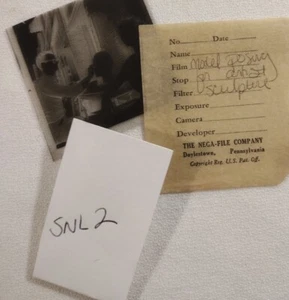 No. Date
Name
Film Model posing
Stop for artist
Filter sculpture
Exposure
Camera
Developer
THE NEGA-FILE COMPANY
Doylestown, Pennsylvania
Copyright Reg. U.S. Pat. Off.
SNL 2